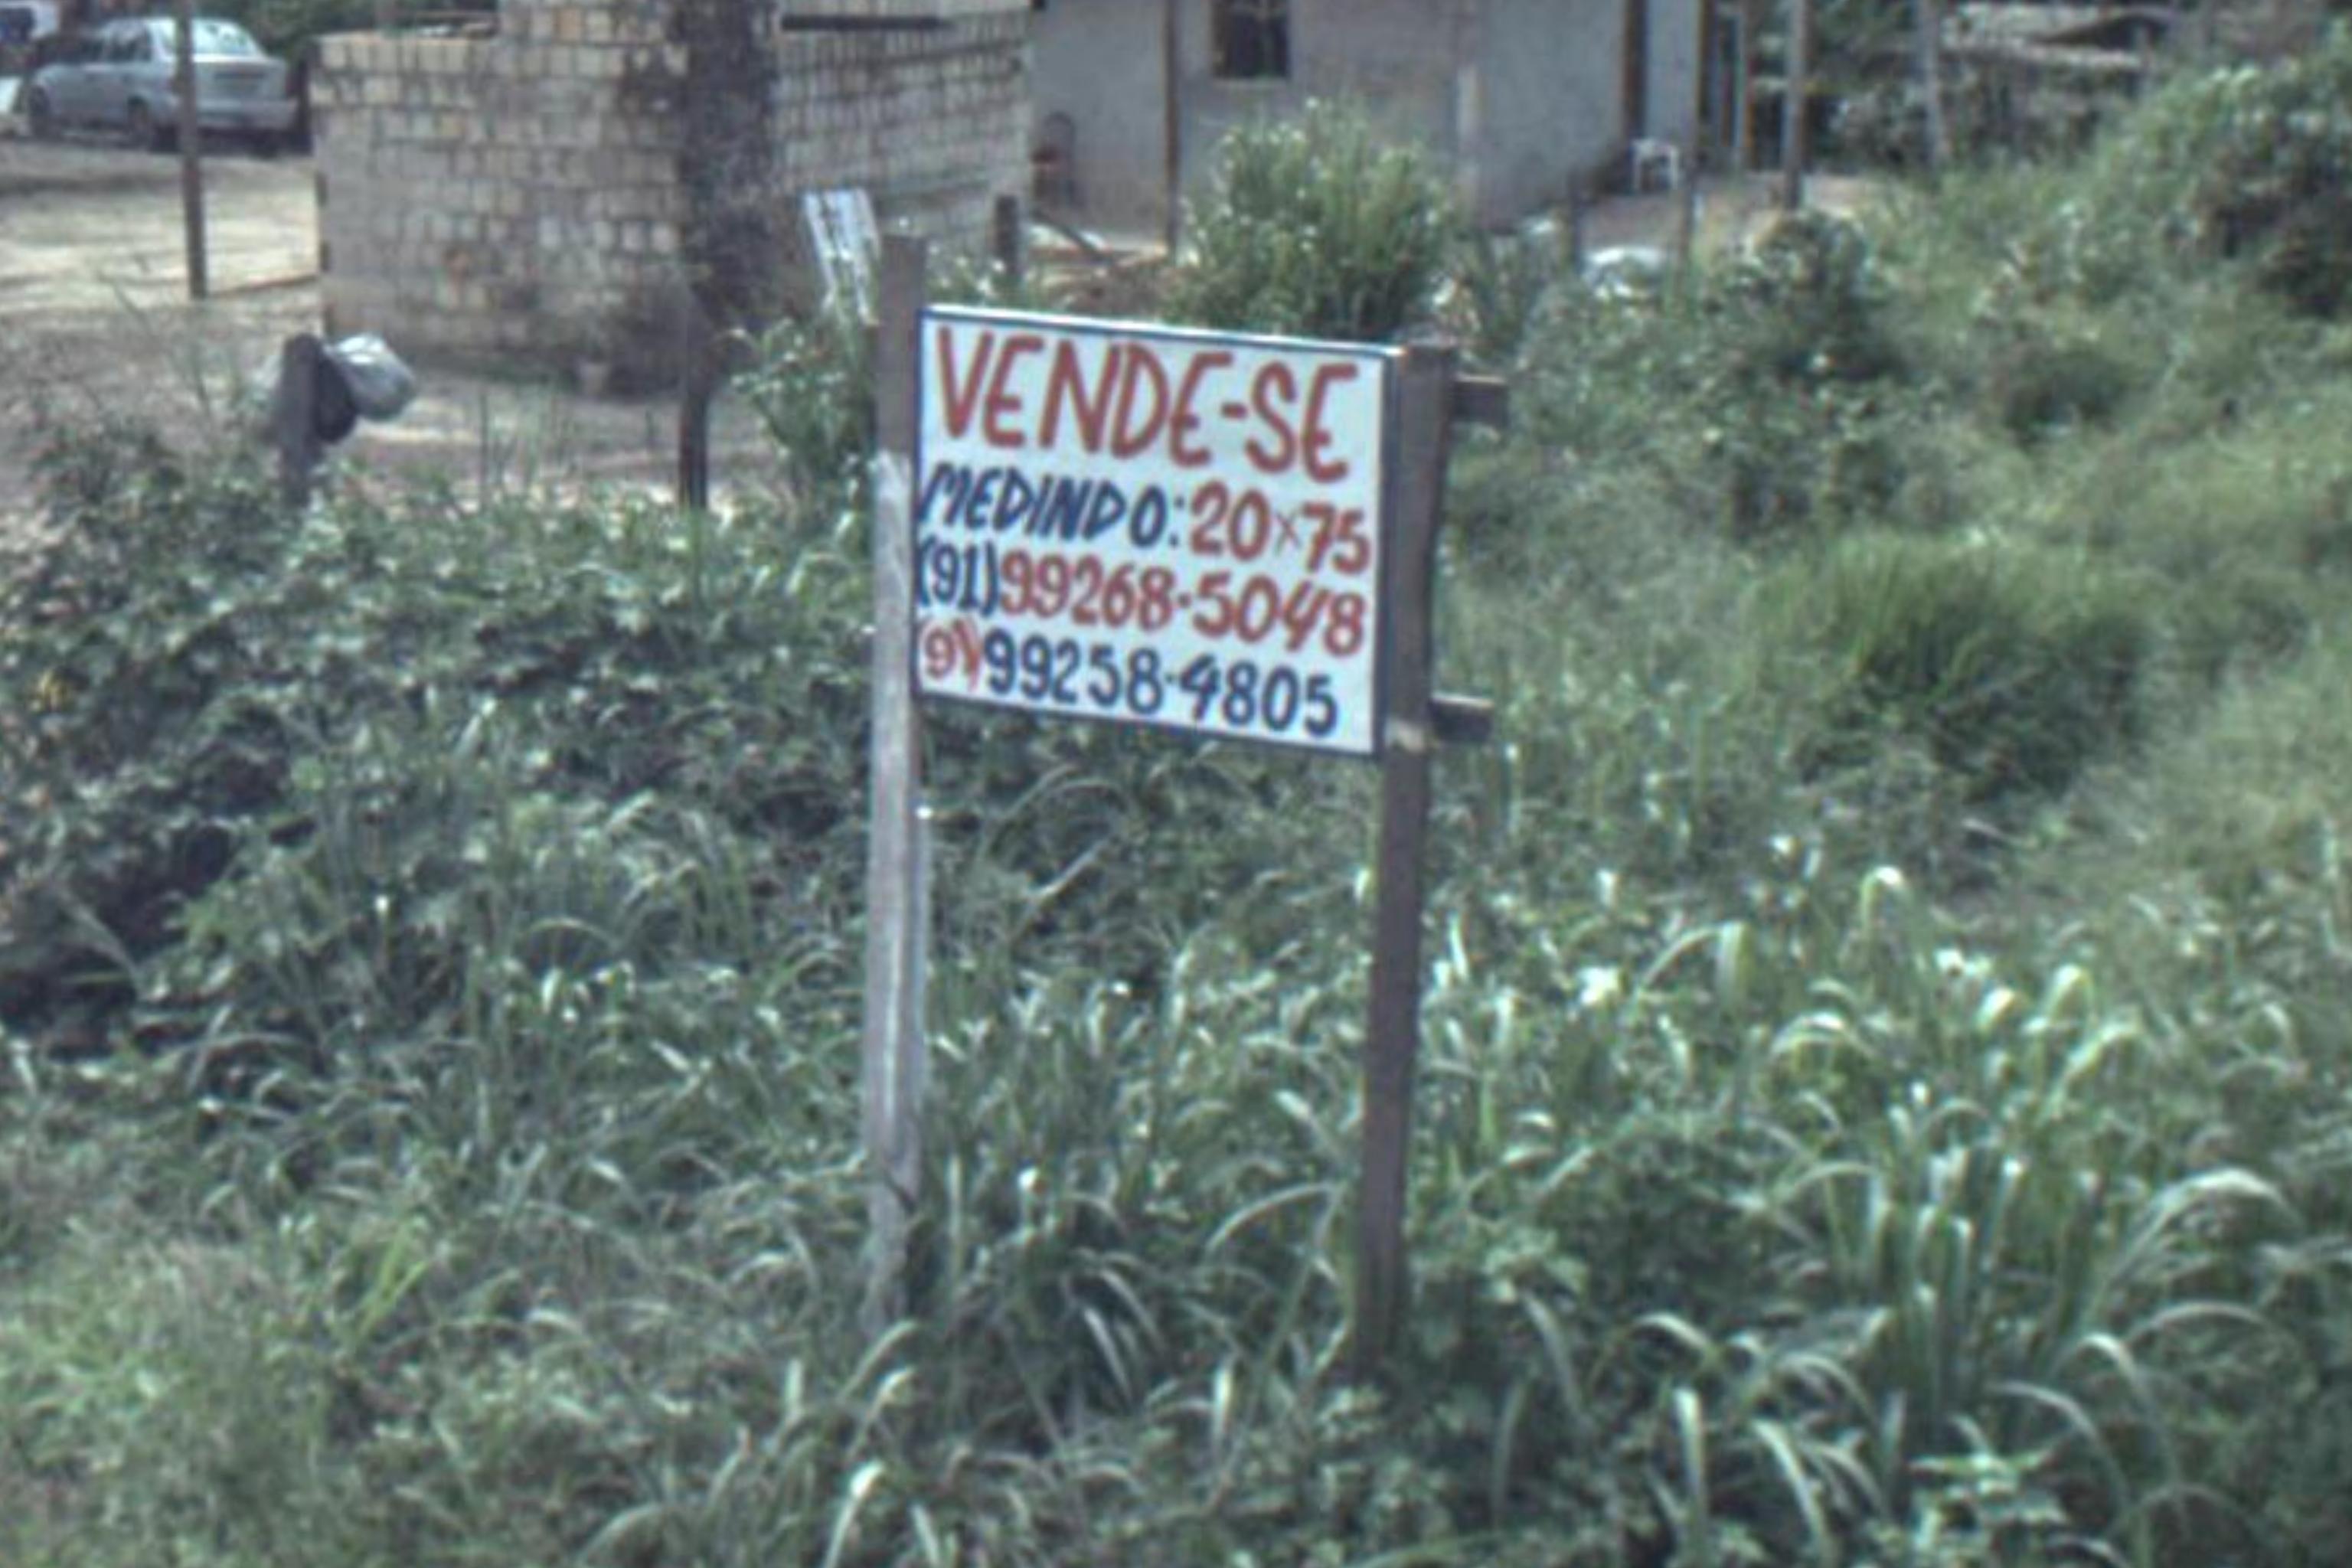 VENDE-SE
MEDINDO: 20x75
(91) 99268-5048
(91) 99258-4805